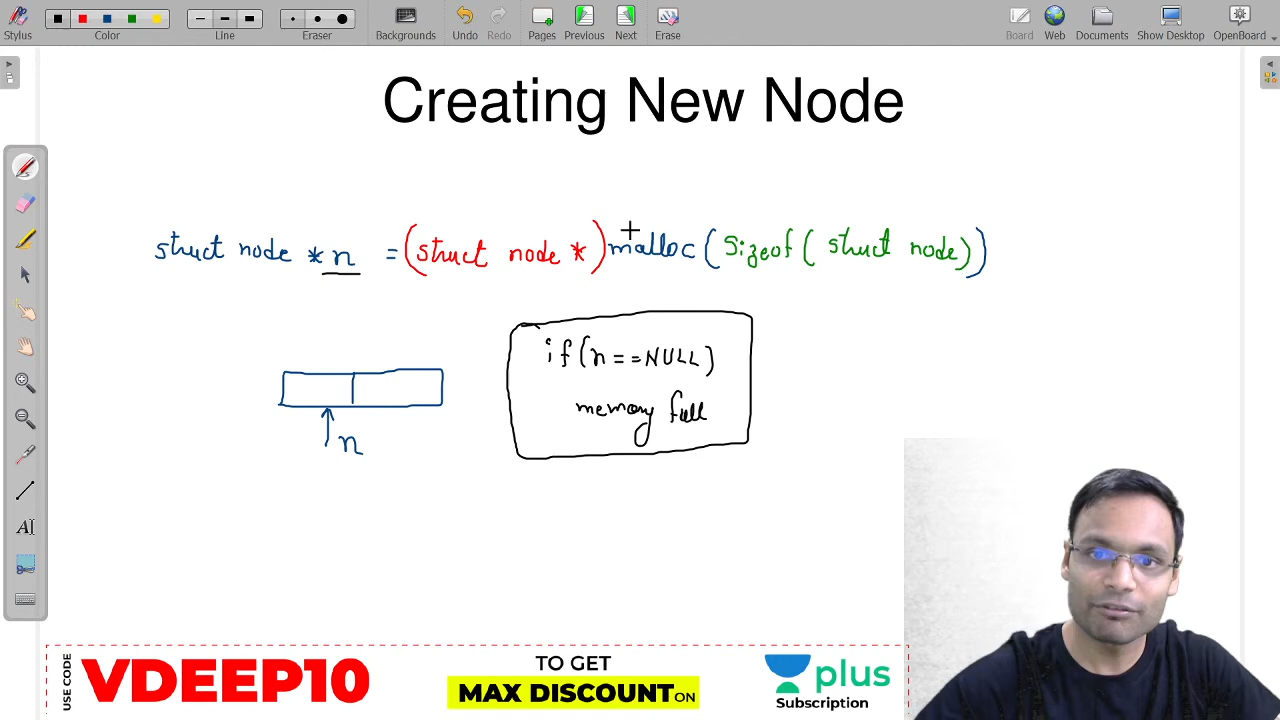 Stylus
Color
Line
Eraser
Backgrounds
Undo
Redo
Pages
Previous
Next
Erase
Board
Web
Documents
Show Desktop
OpenBoard
Creating New Node
struct node *n = (struct node *) malloc (Sizeof( struct node))
if(n==NULL)
memory full
n
USE CODE
VDEEP10
TO GET
MAX DISCOUNT ON
plus
Subscription